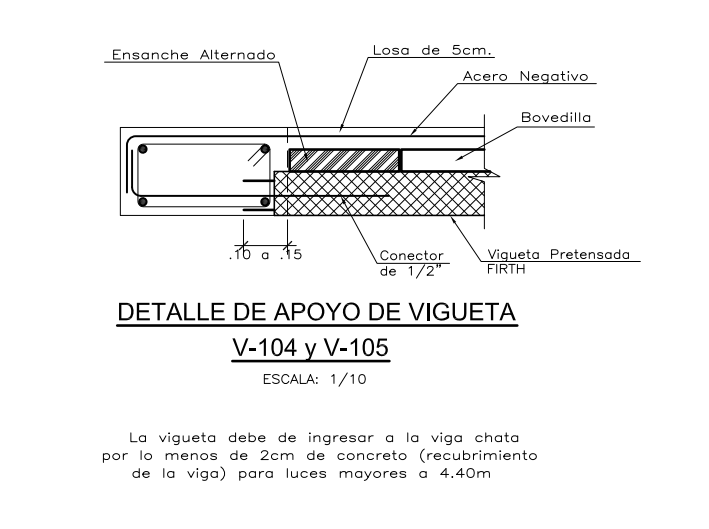 Ensanche Alternado
Losa de 5cm.
Acero Negativo
Bovedilla
.10 a .15
Conector
de 1/2"
Vigueta Pretensada
FIRTH
DETALLE DE APOYO DE VIGUETA
V-104 y V-105
ESCALA: 1/10
La vigueta debe de ingresar a la viga chata
por lo menos de 2cm de concreto (recubrimiento
de la viga) para luces mayores a 4.40m